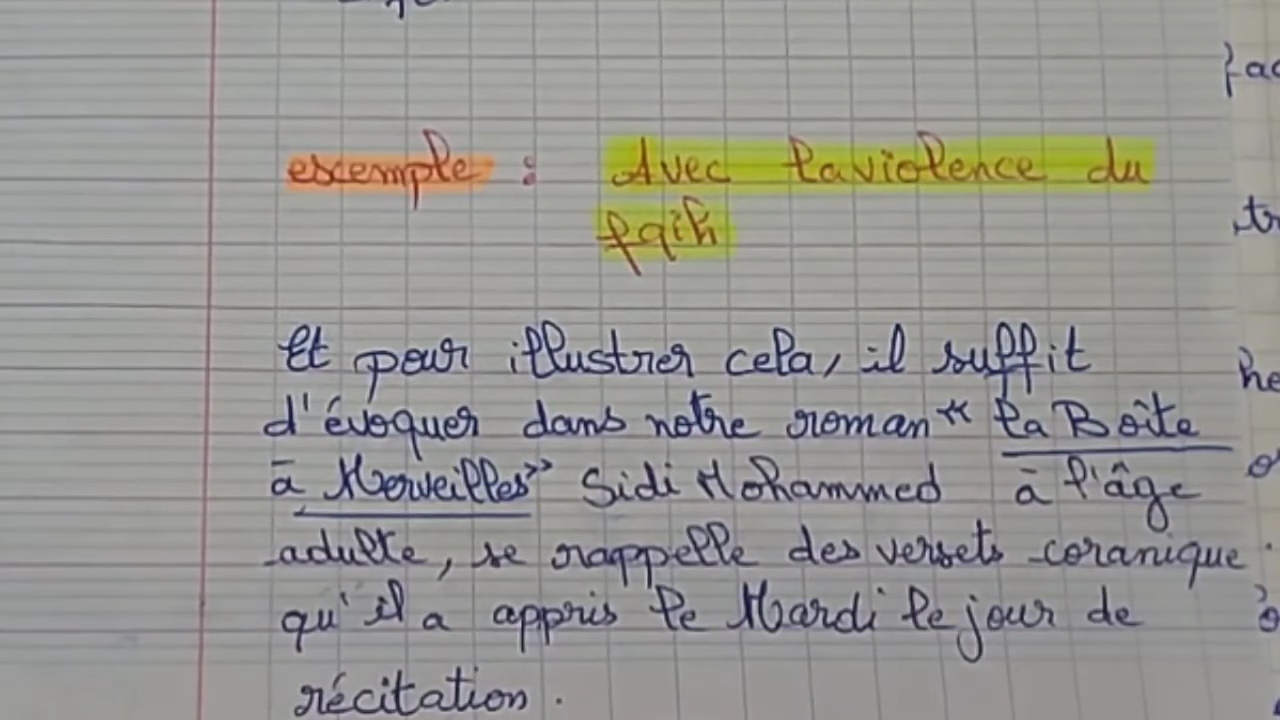 exemple : Avec la violence du
fqih
Et pour illustrer cela, il suffit
d'évoquer dans notre roman "La Boîte
à Merveilles" Sidi Mohammed à l'âge
adulte, se rappelle des versets coranique.
qu'il a appris le Mardi le jour de
récitation.